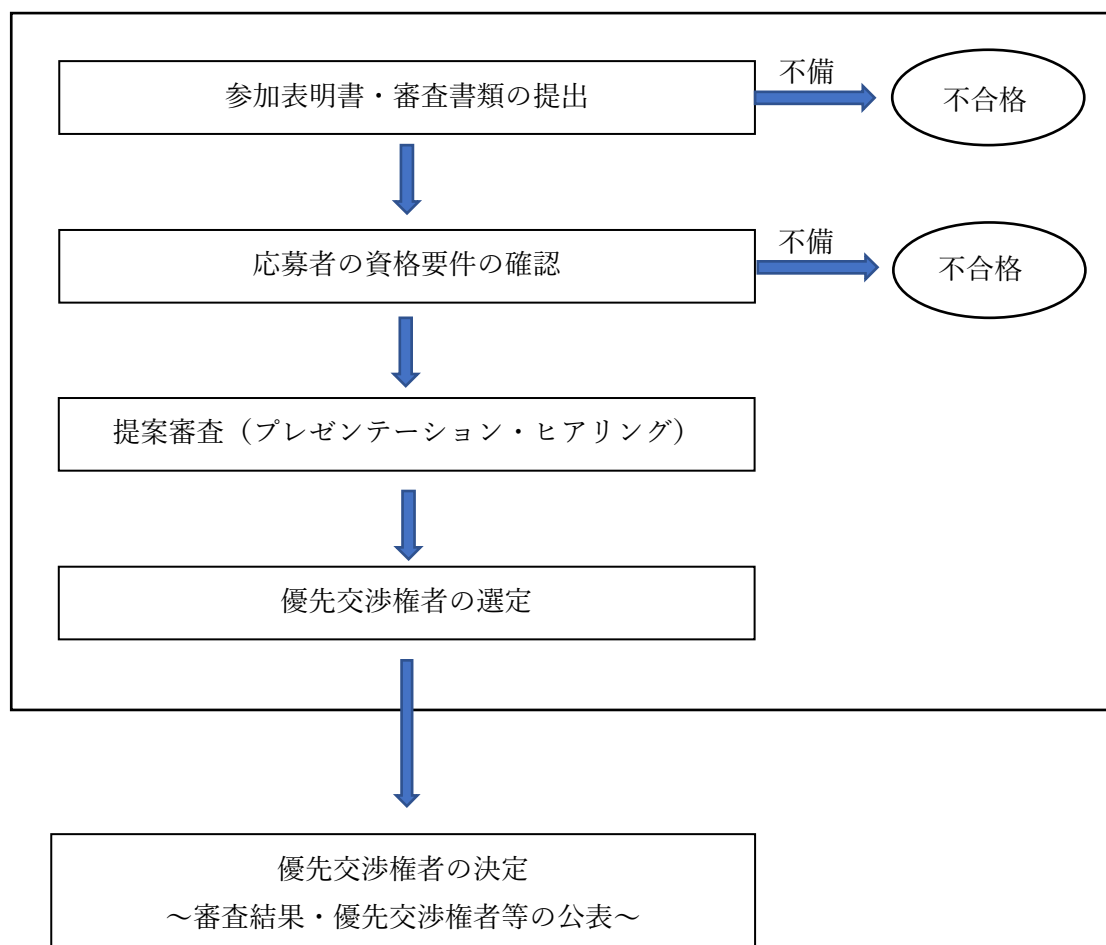 参加表明書・審査書類の提出
不備
不合格
応募者の資格要件の確認
不備
不合格
提案審査（プレゼンテーション・ヒアリング）
優先交渉権者の選定
優先交渉権者の決定
～審査結果・優先交渉権者等の公表～